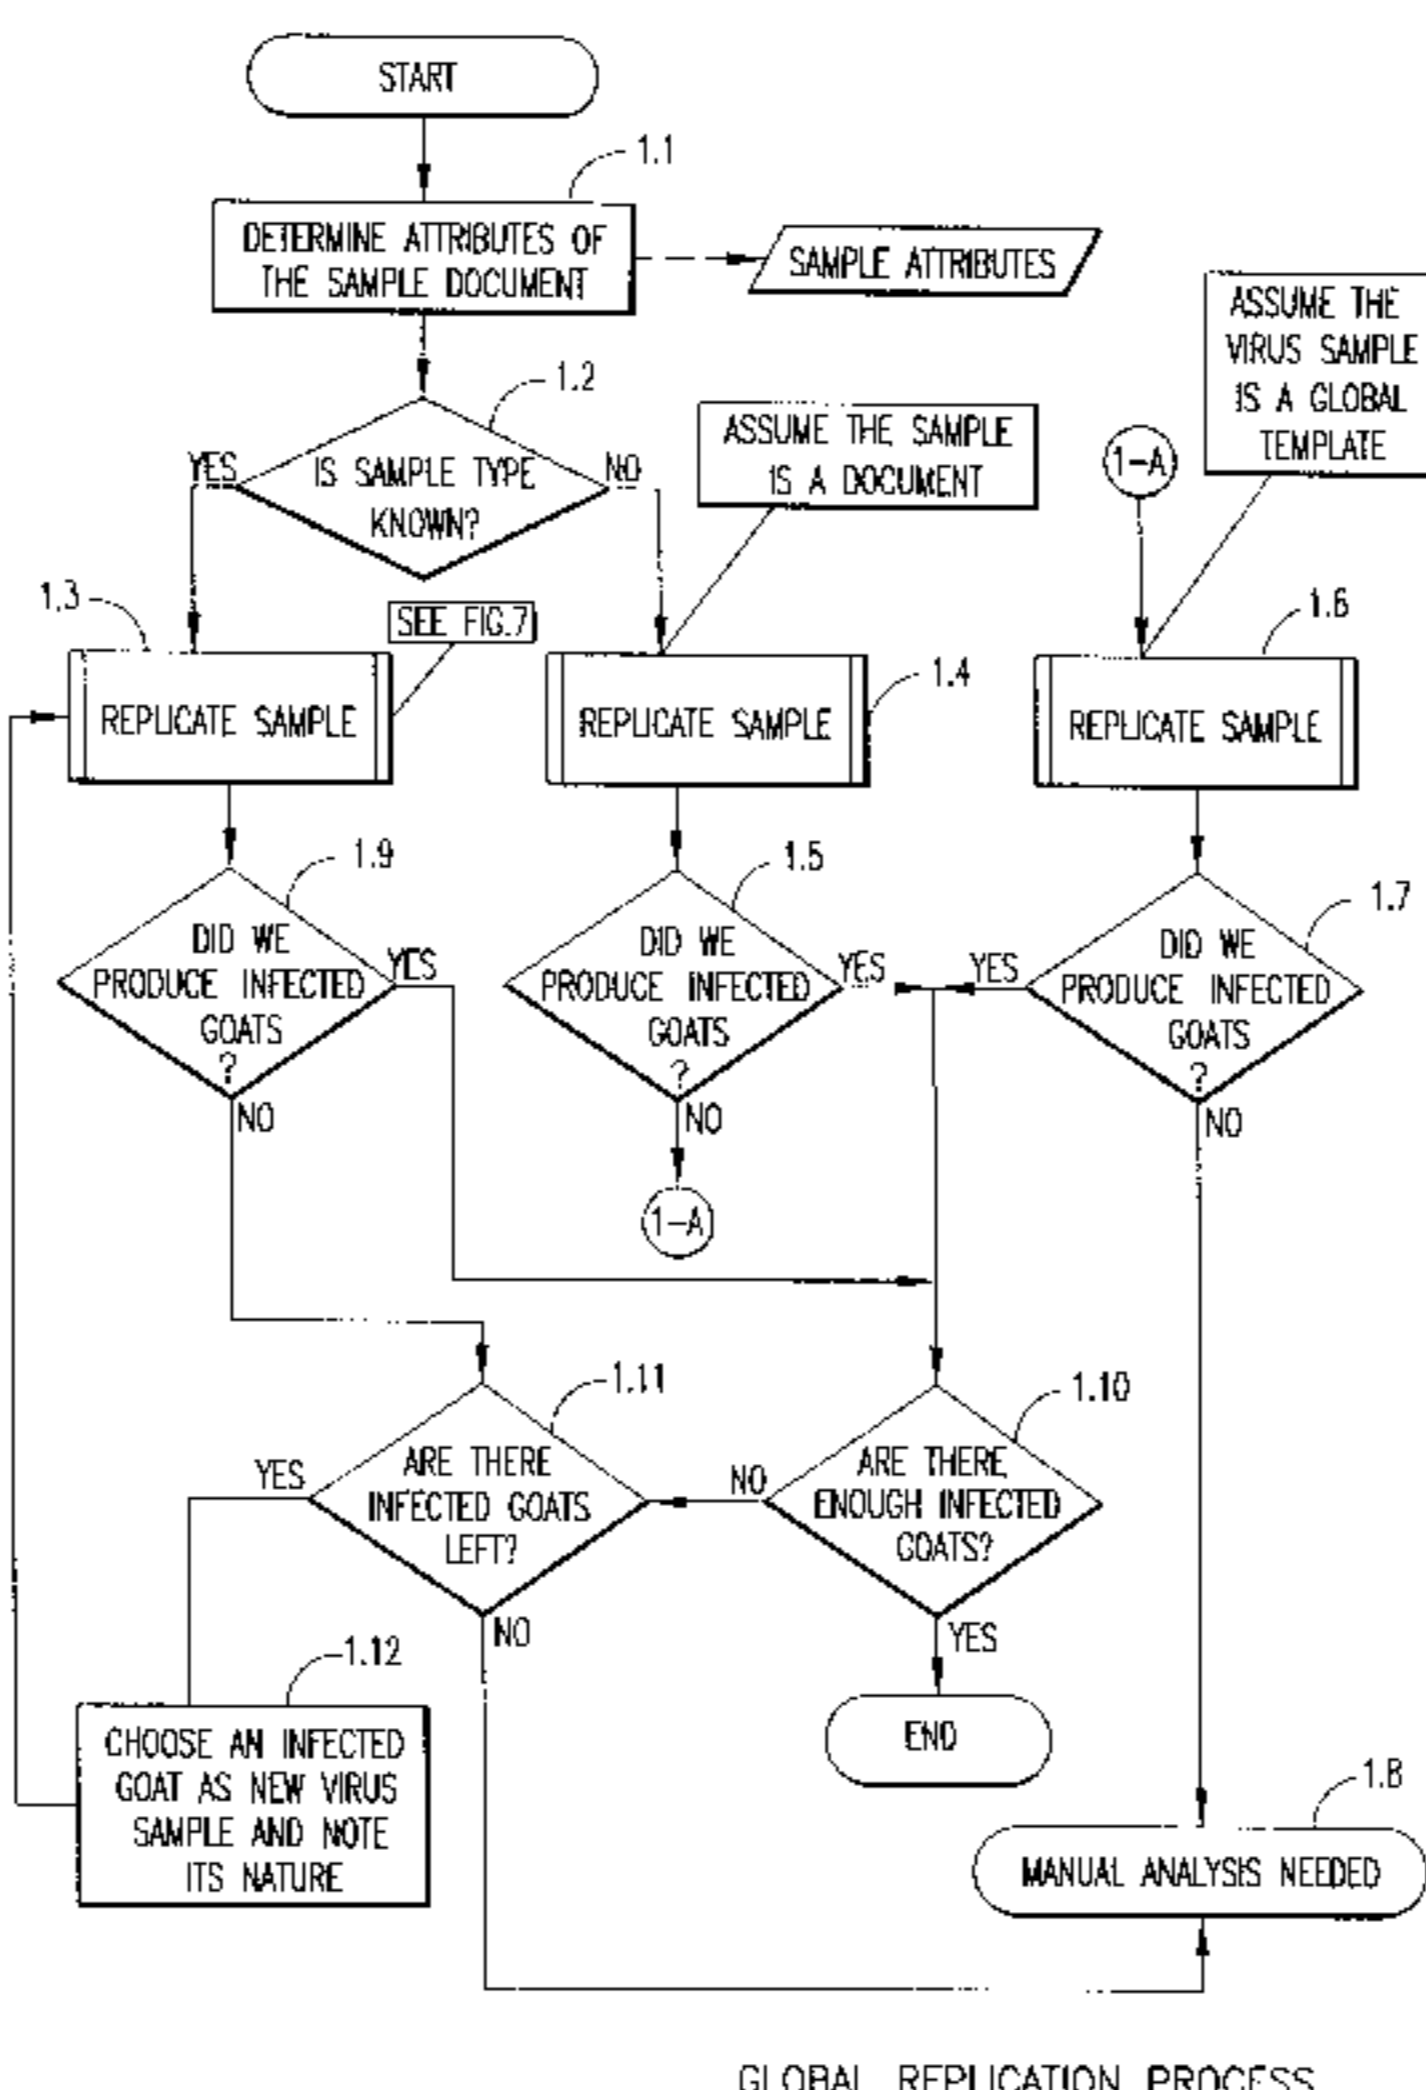 START
1.1
DETERMINE ATTRIBUTES OF
THE SAMPLE DOCUMENT
SAMPLE ATTRIBUTES
ASSUME THE
VIRUS SAMPLE
IS A GLOBAL
TEMPLATE
1.2
IS SAMPLE TYPE
KNOWN?
YES
NO
ASSUME THE SAMPLE
IS A DOCUMENT
1-A
1.3
SEE FIG.7
REPLICATE SAMPLE
1.4
REPLICATE SAMPLE
1.6
REPLICATE SAMPLE
1.9
DID WE
PRODUCE INFECTED
GOATS
?
YES
NO
1.5
DID WE
PRODUCE INFECTED
GOATS
?
YES
NO
1-A
1.7
DID WE
PRODUCE INFECTED
GOATS
?
YES
NO
1.11
ARE THERE
INFECTED GOATS
LEFT?
YES
NO
1.10
ARE THERE
ENOUGH INFECTED
GOATS?
NO
YES
END
1.12
CHOOSE AN INFECTED
GOAT AS NEW VIRUS
SAMPLE AND NOTE
ITS NATURE
1.8
MANUAL ANALYSIS NEEDED
GLOBAL REPLICATION PROCESS